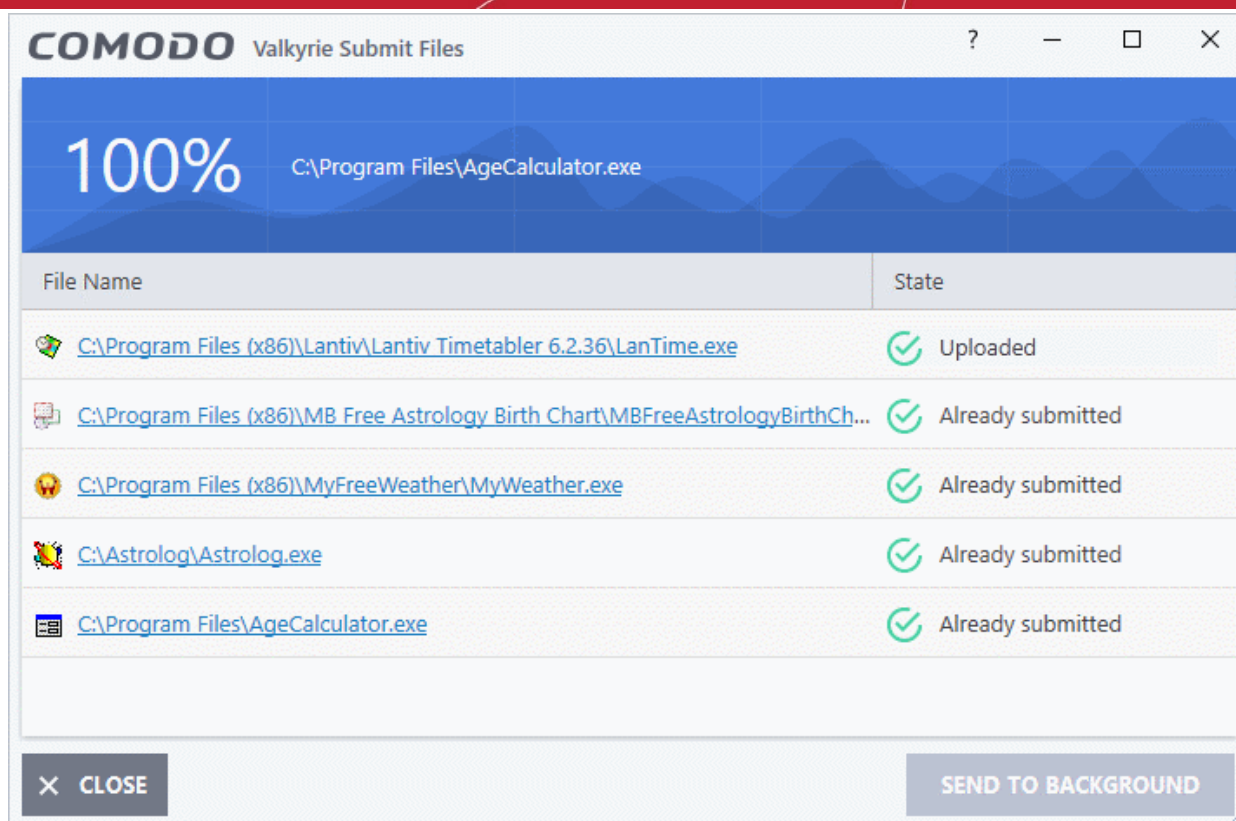 COMODO Valkyrie Submit Files ?
100% C:\Program Files\AgeCalculator.exe
File Name State
C:\Program Files (x86)\Lantiv\Lantiv Timetabler 6.2.36\LanTime.exe Uploaded
C:\Program Files (x86)\MB Free Astrology Birth Chart\MBFreeAstrologyBirthCh... Already submitted
C:\Program Files (x86)\MyFreeWeather\MyWeather.exe Already submitted
C:\Astrolog\Astrolog.exe Already submitted
C:\Program Files\AgeCalculator.exe Already submitted
CLOSE SEND TO BACKGROUND